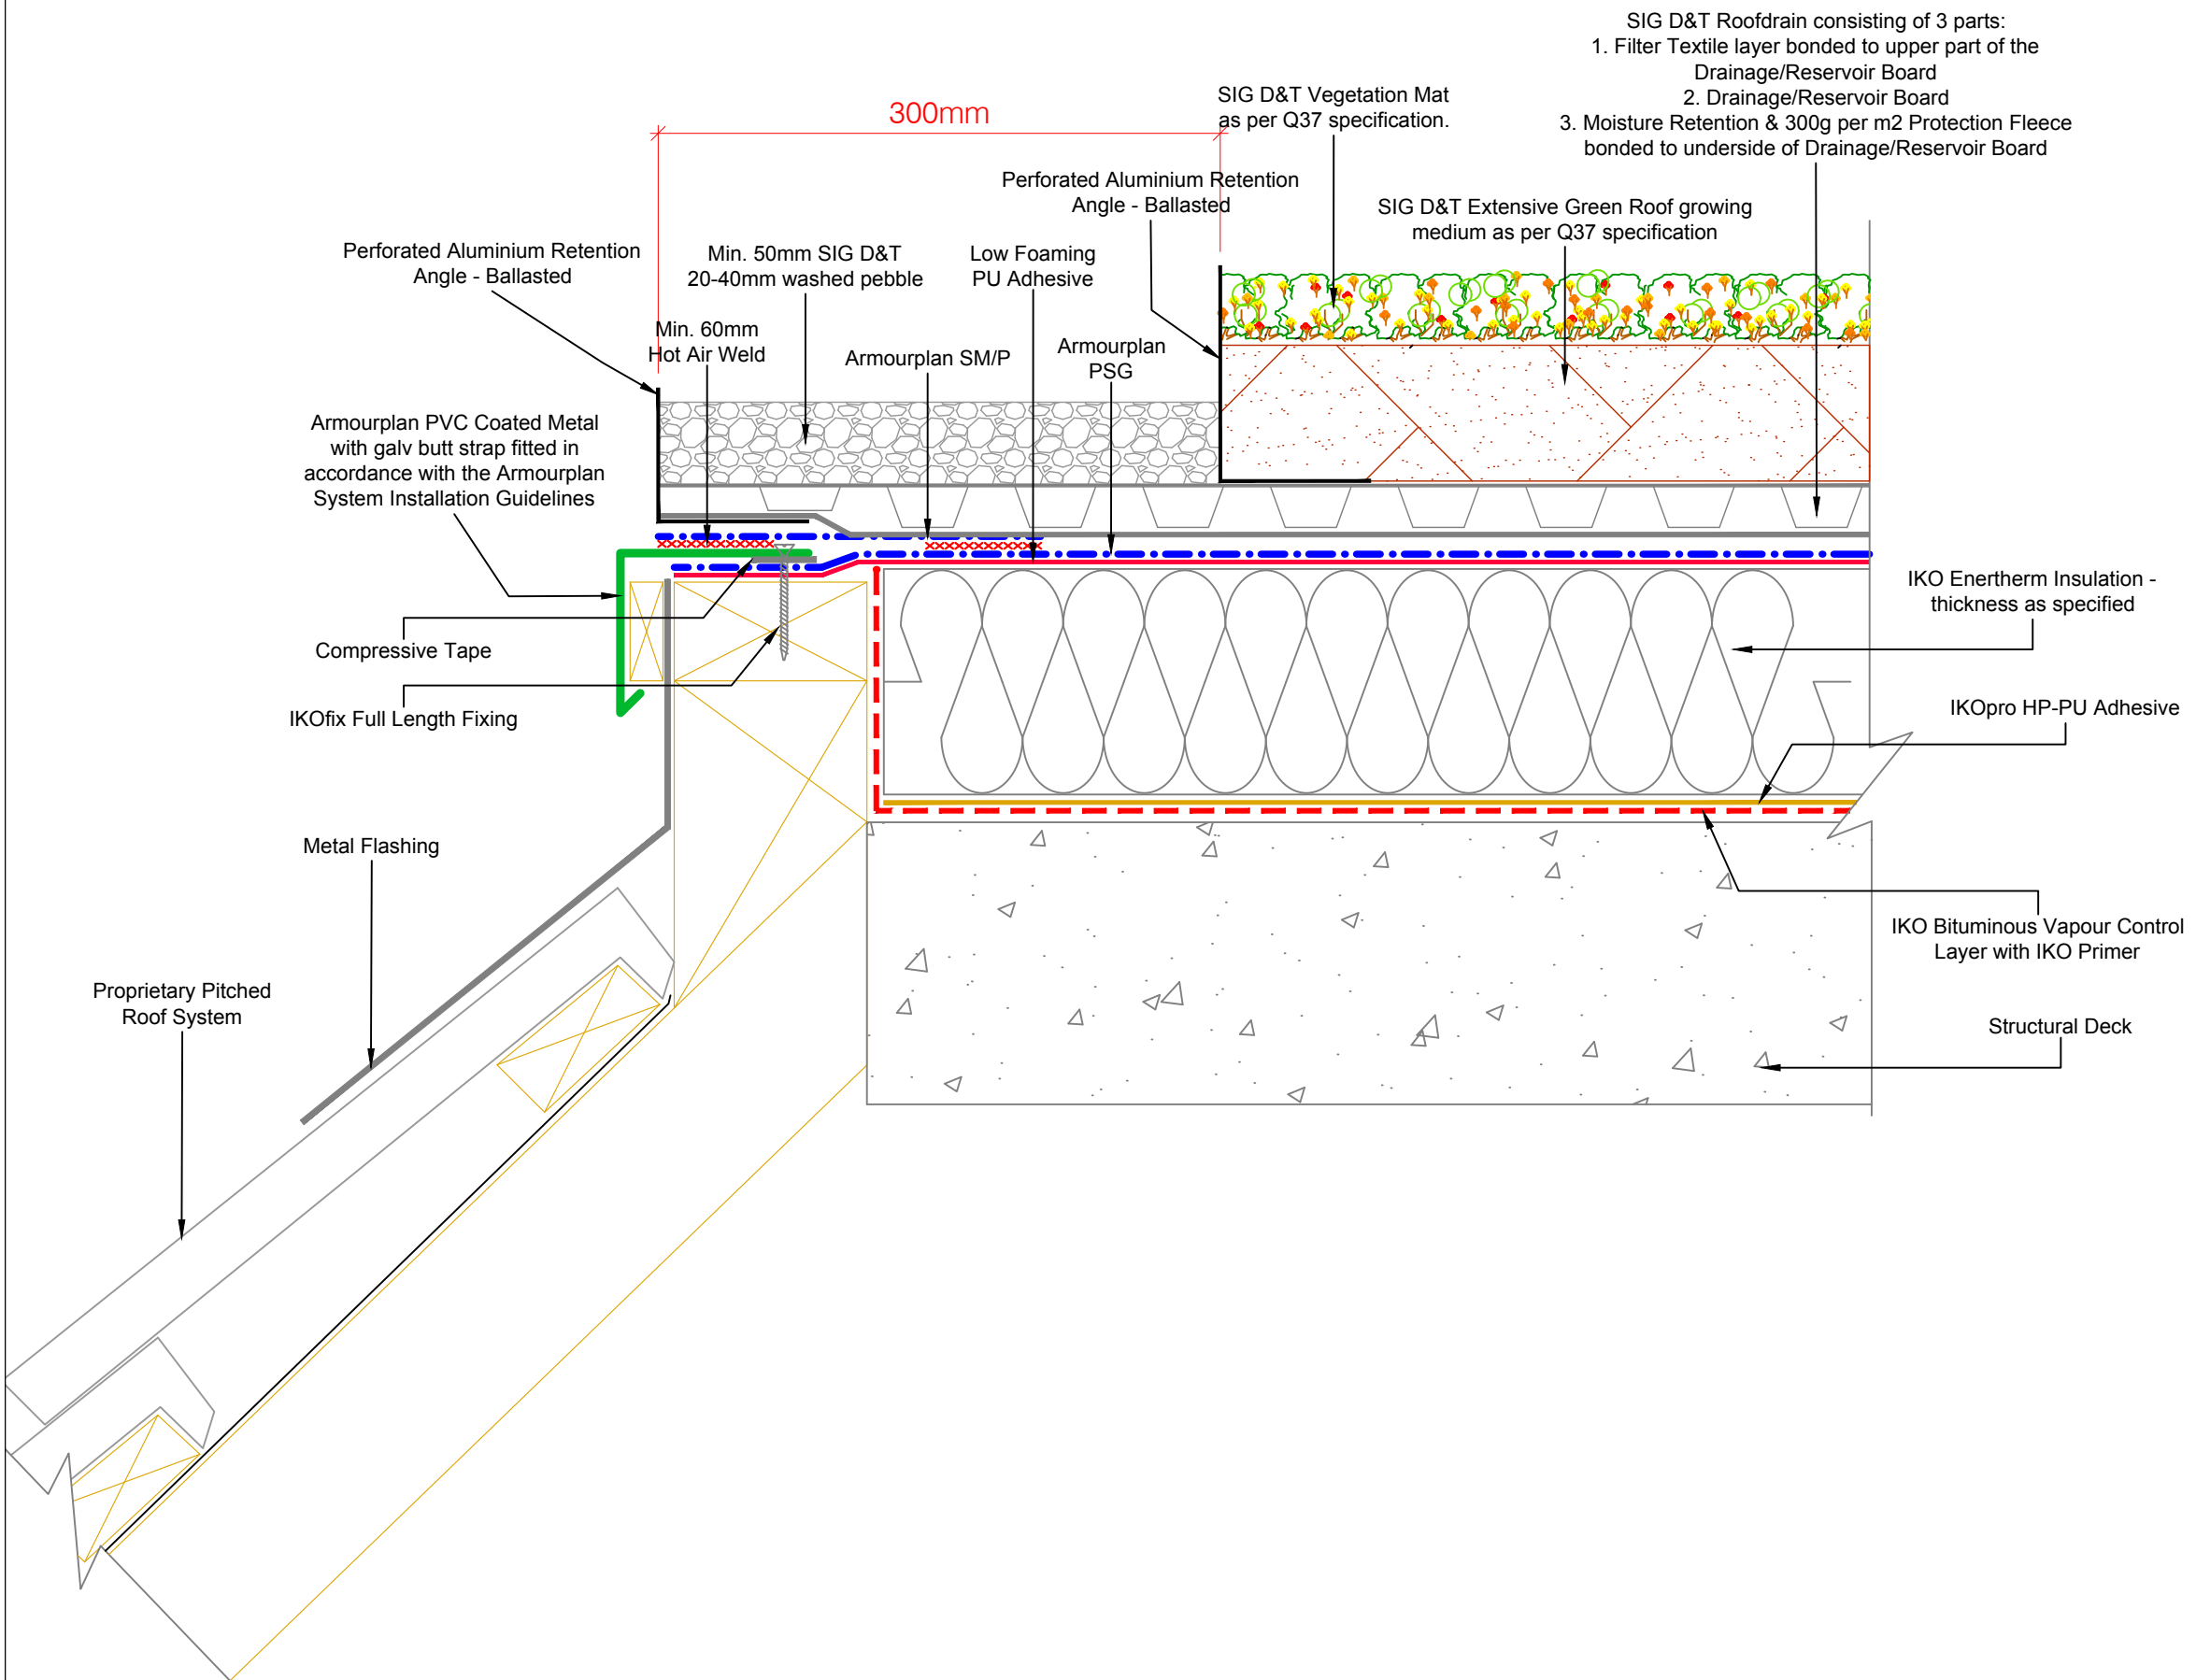 SIG D&T Roofdrain consisting of 3 parts:
1. Filter Textile layer bonded to upper part of the
Drainage/Reservoir Board
2. Drainage/Reservoir Board
3. Moisture Retention & 300g per m2 Protection Fleece
bonded to underside of Drainage/Reservoir Board
300mm
SIG D&T Vegetation Mat
as per Q37 specification.
Perforated Aluminium Retention
Angle - Ballasted
SIG D&T Extensive Green Roof growing
medium as per Q37 specification
Perforated Aluminium Retention
Angle - Ballasted
Min. 50mm SIG D&T
20-40mm washed pebble
Low Foaming
PU Adhesive
Min. 60mm
Hot Air Weld
Armourplan SM/P
Armourplan
PSG
Armourplan PVC Coated Metal
with galv butt strap fitted in
accordance with the Armourplan
System Installation Guidelines
IKO Enertherm Insulation -
thickness as specified
Compressive Tape
IKOfix Full Length Fixing
IKOpro HP-PU Adhesive
Metal Flashing
IKO Bituminous Vapour Control
Layer with IKO Primer
Proprietary Pitched
Roof System
Structural Deck